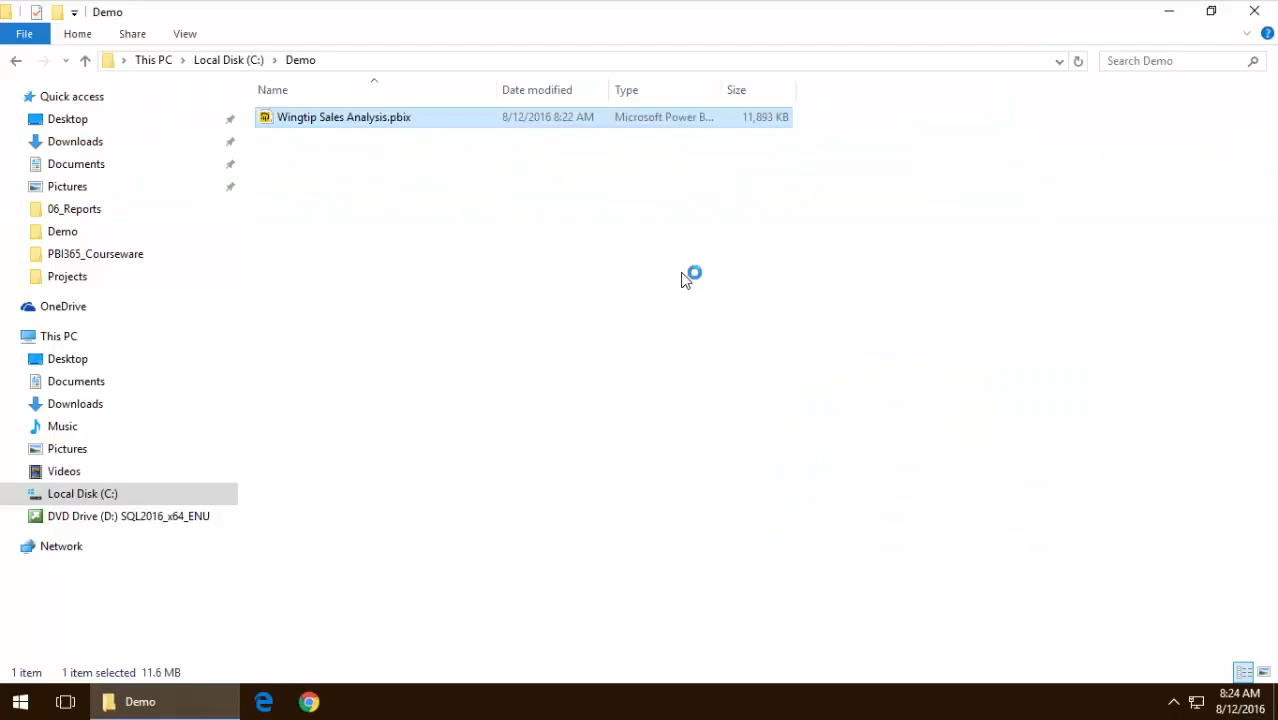 Demo
File Home Share View
This PC Local Disk (C:) Demo
Search Demo
Name Date modified Type Size
Wingtip Sales Analysis.pbix 8/12/2016 8:22 AM Microsoft Power B... 11,893 KB
Quick access
Desktop
Downloads
Documents
Pictures
06_Reports
Demo
PBI365_Courseware
Projects
OneDrive
This PC
Desktop
Documents
Downloads
Music
Pictures
Videos
Local Disk (C:)
DVD Drive (D:) SQL2016_x64_ENU
Network
1 item 1 item selected 11.6 MB
Demo
8:24 AM
8/12/2016